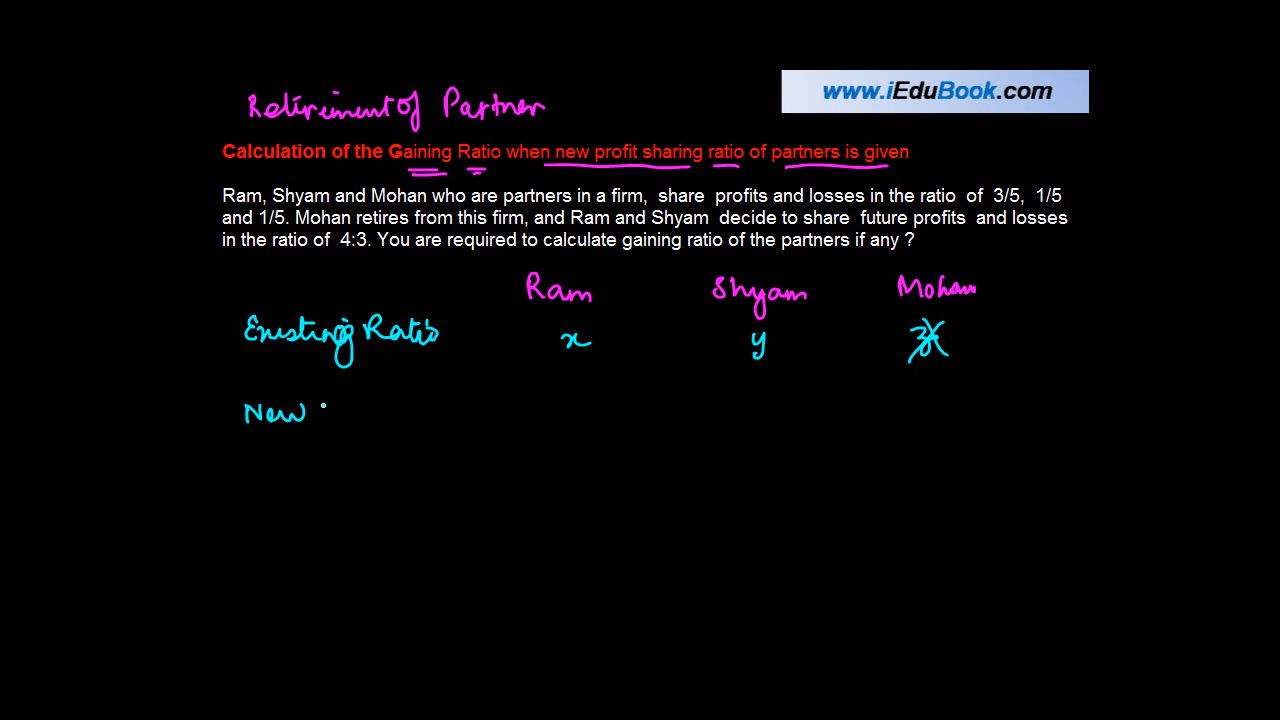 www.iEduBook.com
Retirement of Partner
Calculation of the Gaining Ratio when new profit sharing ratio of partners is given
Ram, Shyam and Mohan who are partners in a firm, share profits and losses in the ratio of 3/5, 1/5
and 1/5. Mohan retires from this firm, and Ram and Shyam decide to share future profits and losses
in the ratio of 4:3. You are required to calculate gaining ratio of the partners if any ?
Ram Shyam Mohan
Existing Ratio x y
New